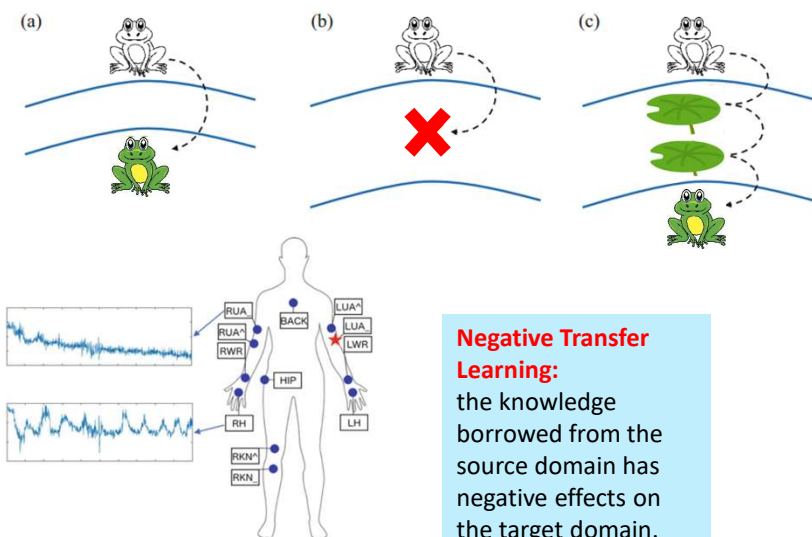 (a)
(b)
(c)
RUA_
RUA^
RWR
BACK
LUA^
LUA_
LWR
HIP
RH
LH
RKN^
RKN_
Negative Transfer
Learning:
the knowledge
borrowed from the
source domain has
negative effects on
the target domain.